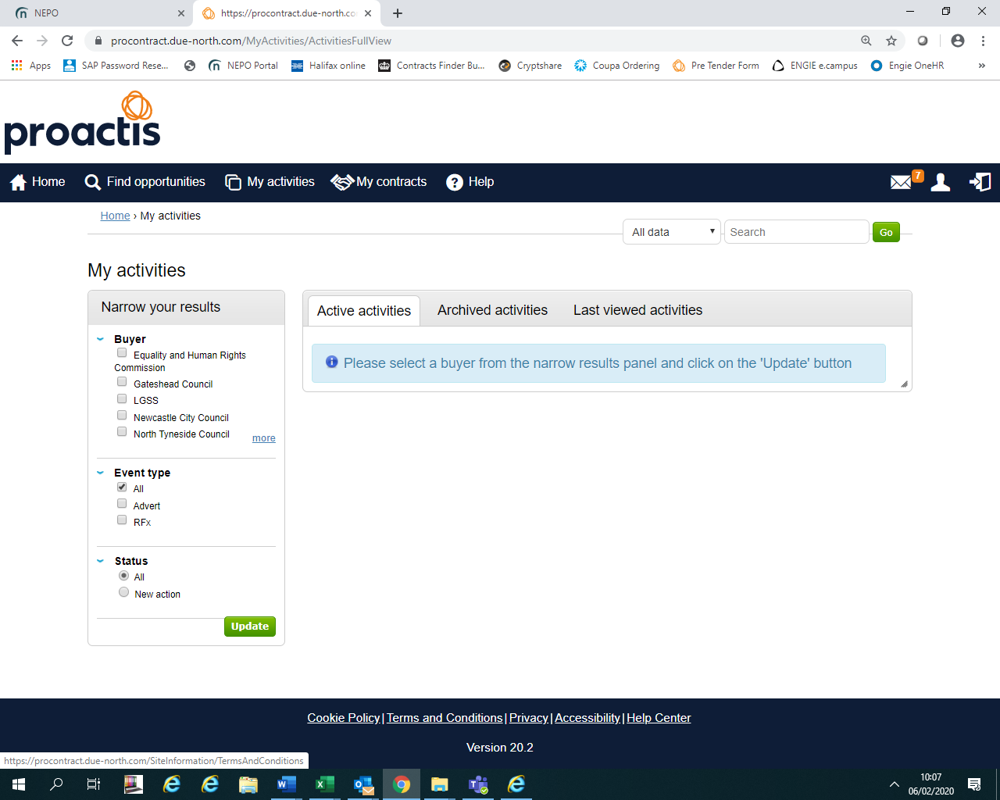 NEPO
https://procontract.due-north.co
procontract.due-north.com/MyActivities/ActivitiesFullView
Apps
SAP Password Rese...
NEPO Portal
Halifax online
Contracts Finder Bu...
Cryptshare
Coupa Ordering
Pre Tender Form
ENGIE e.campus
Engie OneHR
»
proactis
Home
Find opportunities
My activities
My contracts
Help
7
Home › My activities
All data
Search
Go
My activities
Narrow your results
Buyer
Equality and Human Rights
Commission
Gateshead Council
LGSS
Newcastle City Council
North Tyneside Council
more
Event type
All
Advert
RFx
Status
All
New action
Update
Active activities
Archived activities
Last viewed activities
Please select a buyer from the narrow results panel and click on the 'Update' button
Cookie Policy|Terms and Conditions|Privacy|Accessibility|Help Center
Version 20.2
https://procontract.due-north.com/SiteInformation/TermsAndConditions
10:07
06/02/2020